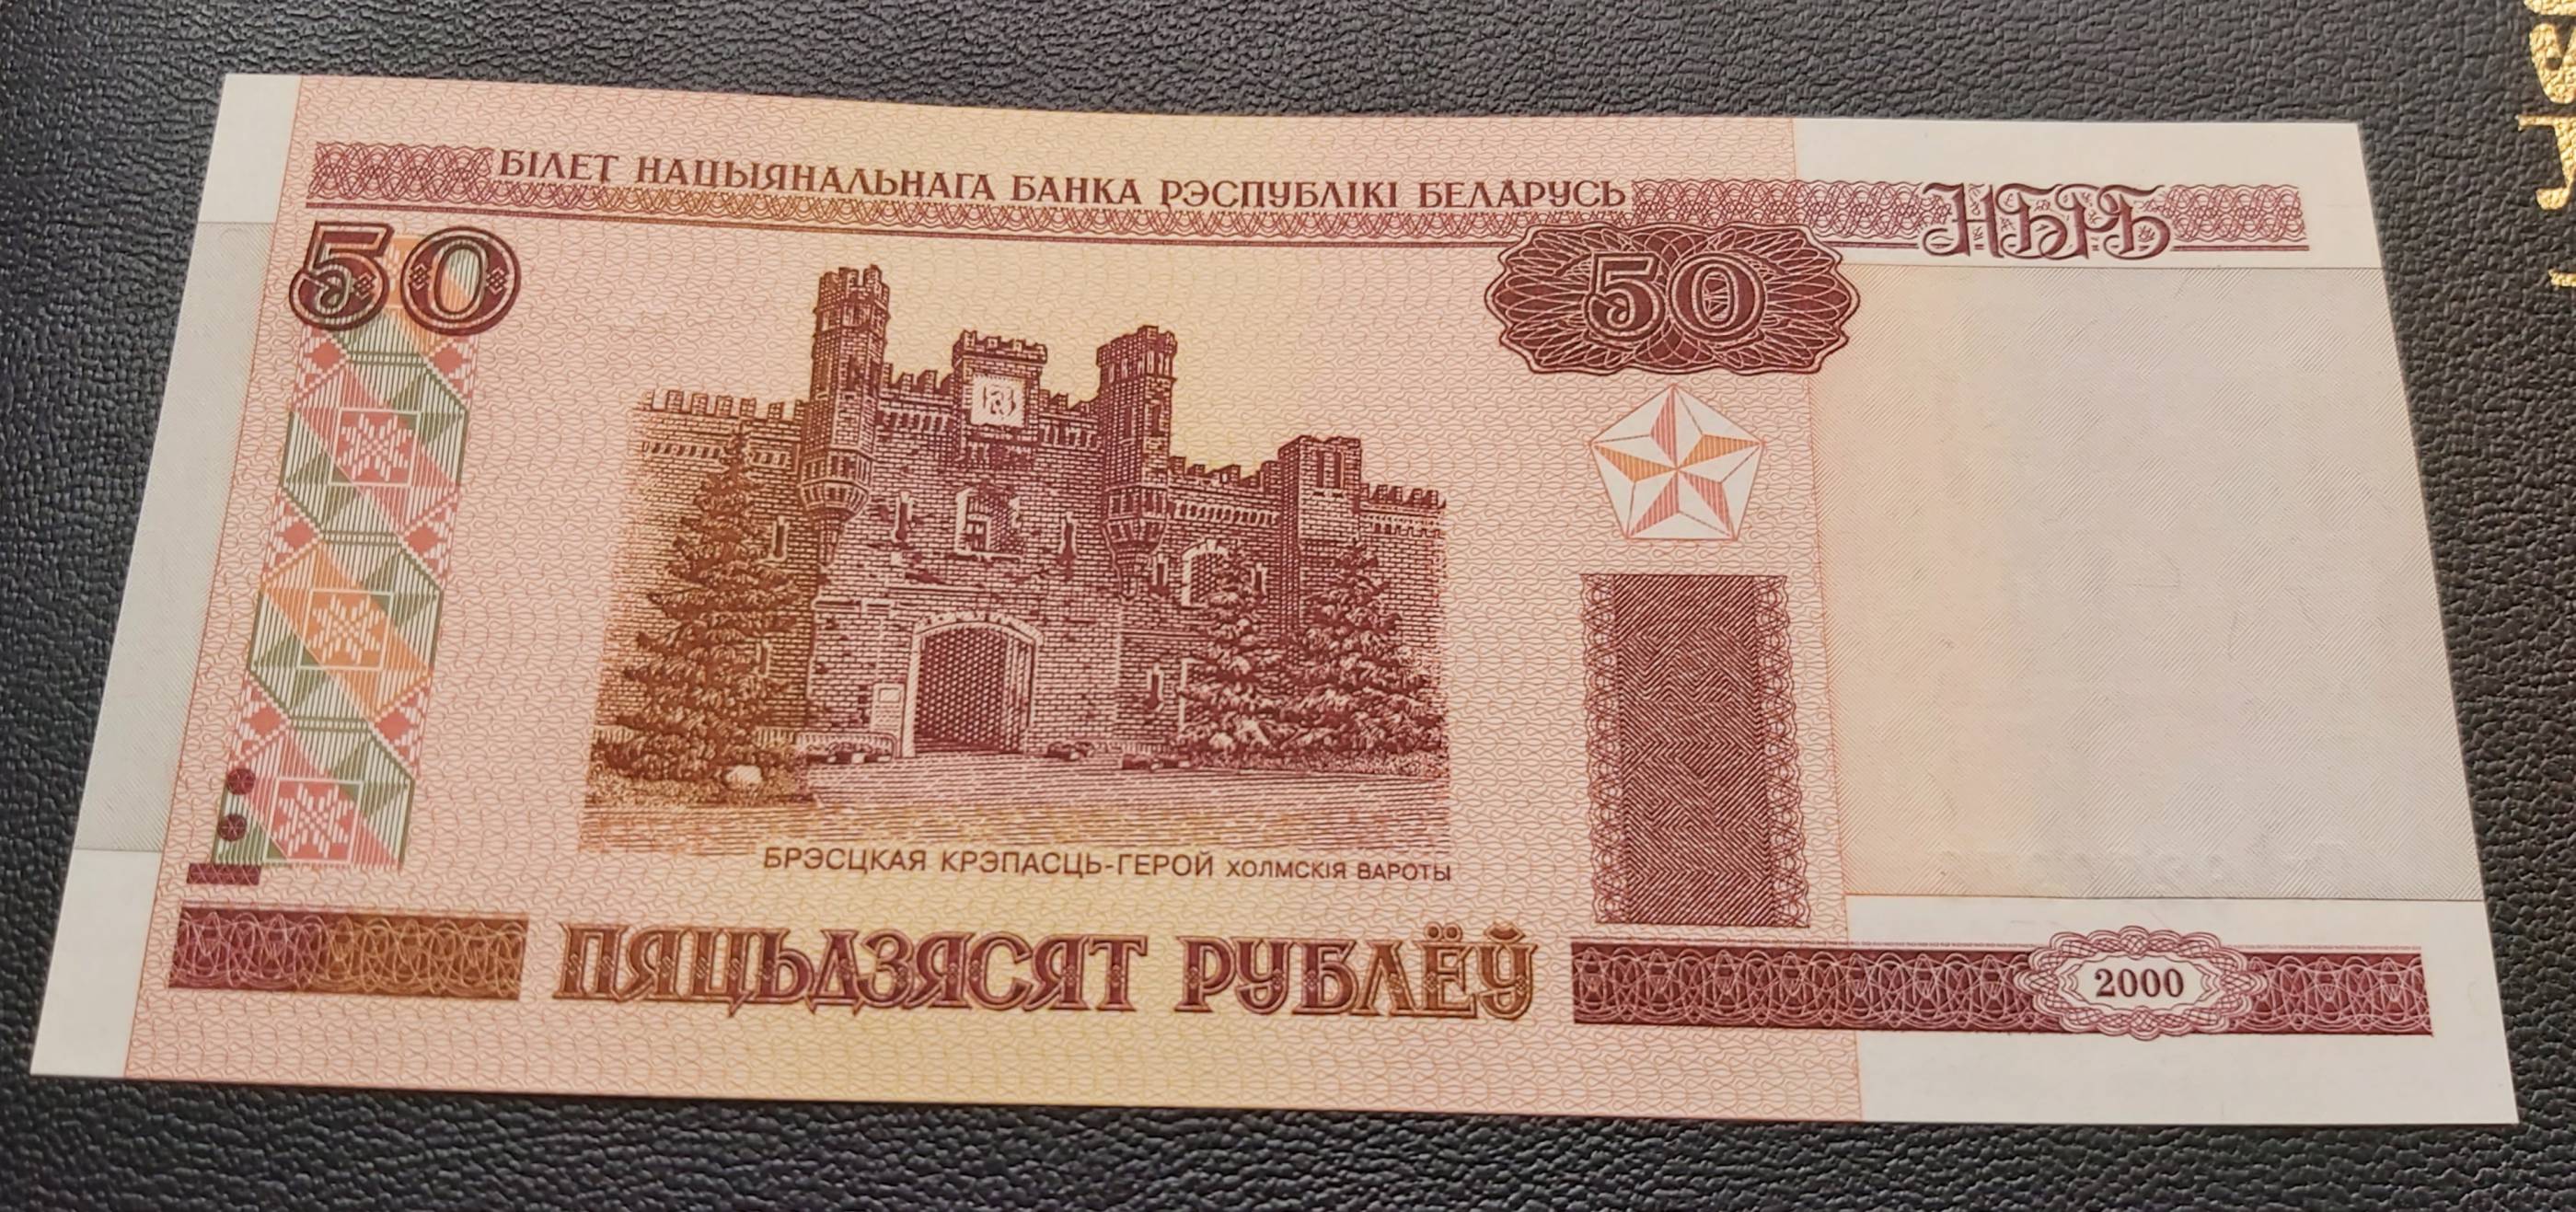 БІЛЕТ НАЦЫЯНАЛЬНАГА БАНКА РЭСПУБЛІКІ БЕЛАРУСЬ
НБРБ
50
50
БРЭСЦКАЯ КРЭПАСЦЬ-ГЕРОЙ ХОЛМСКІЯ ВАРОТЫ
ПЯЦЬДЗЯСЯТ РУБЛЁЎ
2000